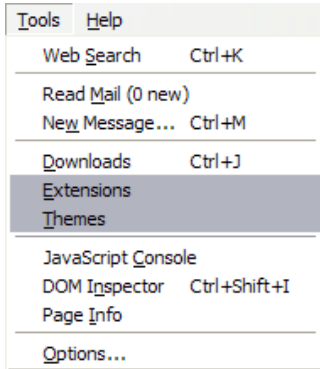 Tools Help
Web Search Ctrl+K
Read Mail (0 new)
New Message... Ctrl+M
Downloads Ctrl+J
Extensions
Themes
JavaScript Console
DOM Inspector Ctrl+Shift+I
Page Info
Options...